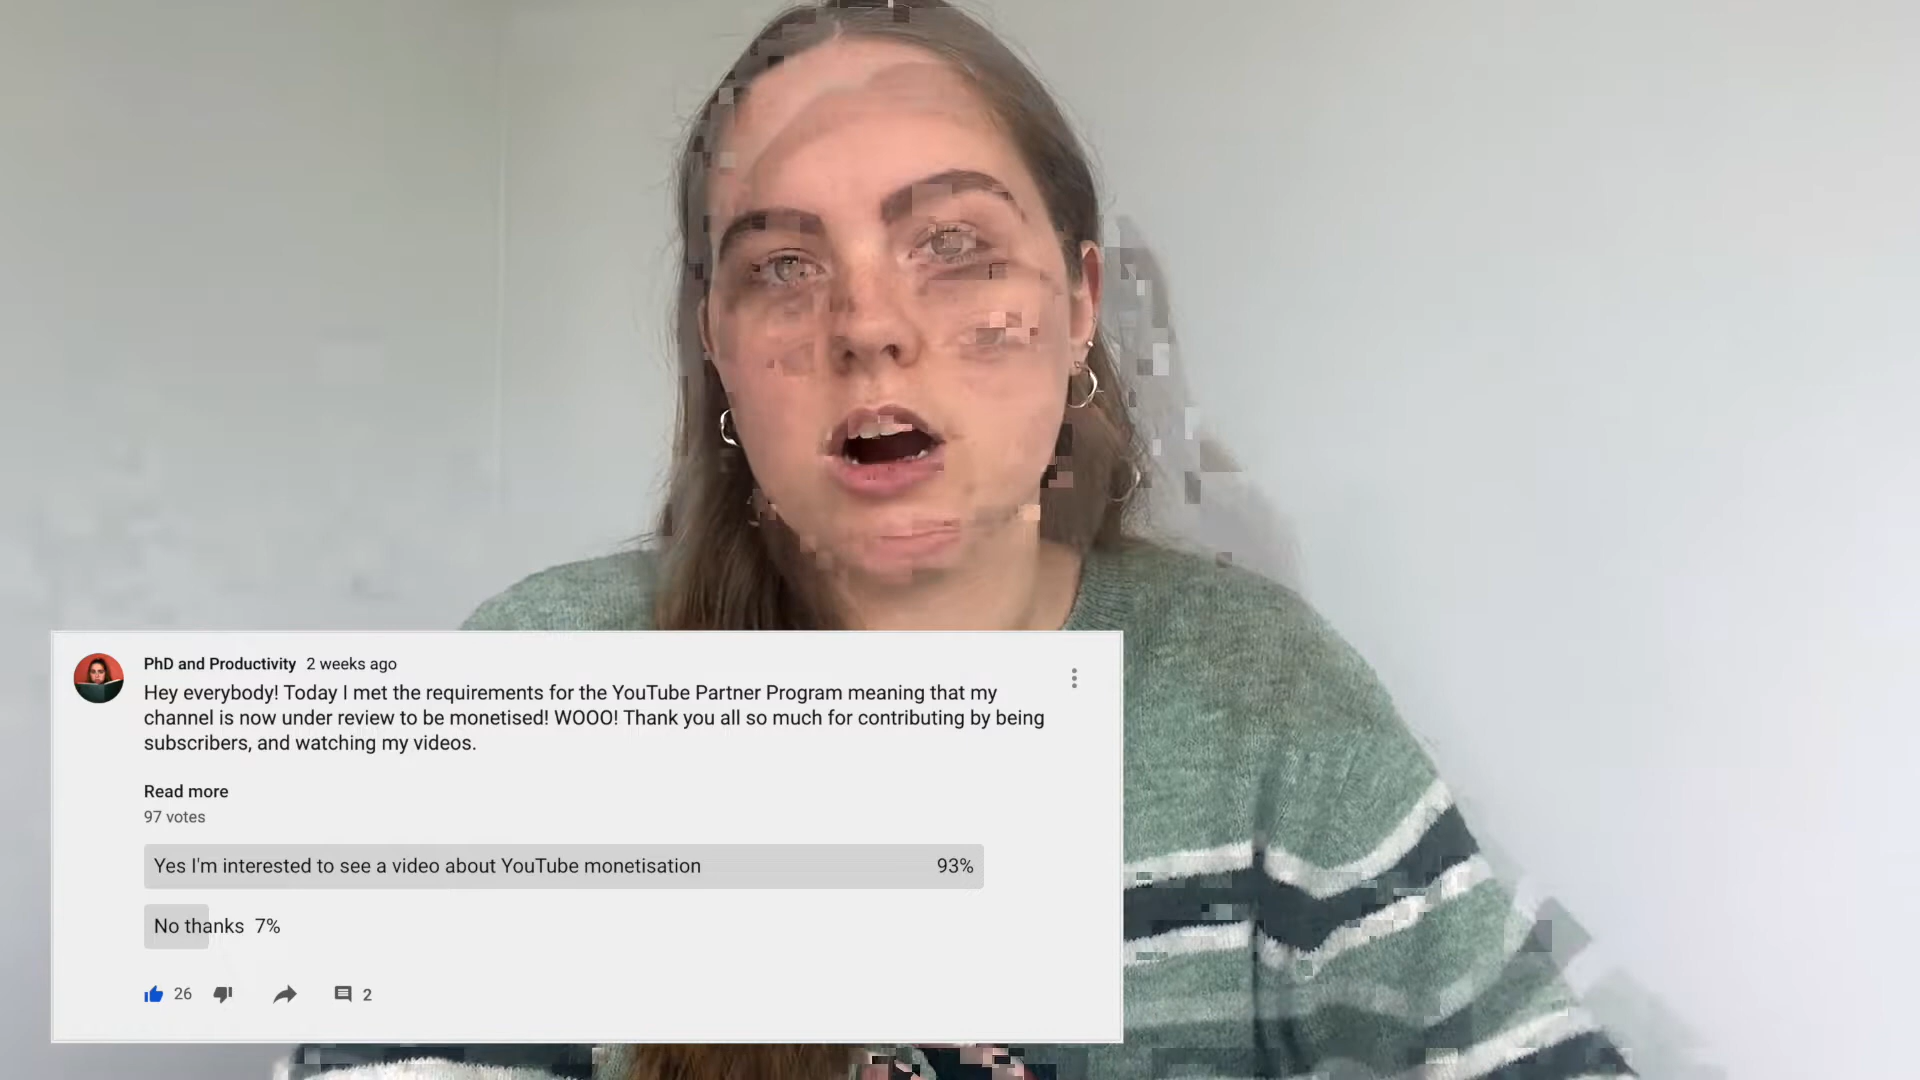 PhD and Productivity 2 weeks ago
Hey everybody! Today I met the requirements for the YouTube Partner Program meaning that my
channel is now under review to be monetised! WOOO! Thank you all so much for contributing by being
subscribers, and watching my videos.
Read more
97 votes
Yes I'm interested to see a video about YouTube monetisation 93%
No thanks 7%
26 2